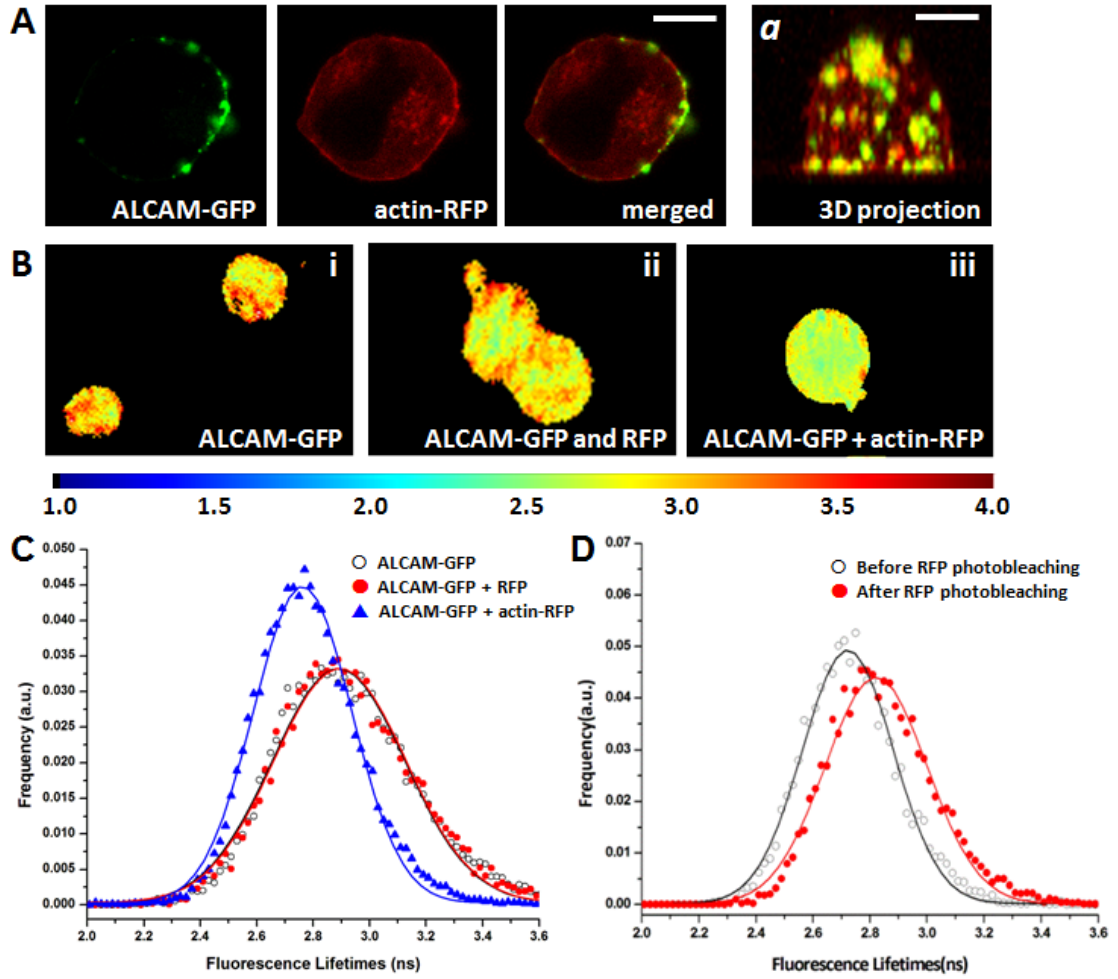 A
a
ALCAM-GFP
actin-RFP
merged
3D projection
B
i
ii
iii
ALCAM-GFP
ALCAM-GFP and RFP
ALCAM-GFP + actin-RFP
1.0 1.5 2.0 2.5 3.0 3.5 4.0
C
0.050
0.045
0.040
0.035
0.030
0.025
0.020
0.015
0.010
0.005
0.000
Frequency (a.u.)
ALCAM-GFP
ALCAM-GFP + RFP
ALCAM-GFP + actin-RFP
2.0 2.2 2.4 2.6 2.8 3.0 3.2 3.4 3.6
Fluorescence Lifetimes (ns)
D
0.07
0.06
0.05
0.04
0.03
0.02
0.01
0.00
Frequency(a.u.)
Before RFP photobleaching
After RFP photobleaching
2.0 2.2 2.4 2.6 2.8 3.0 3.2 3.4 3.6
Fluorescence Lifetimes(ns)